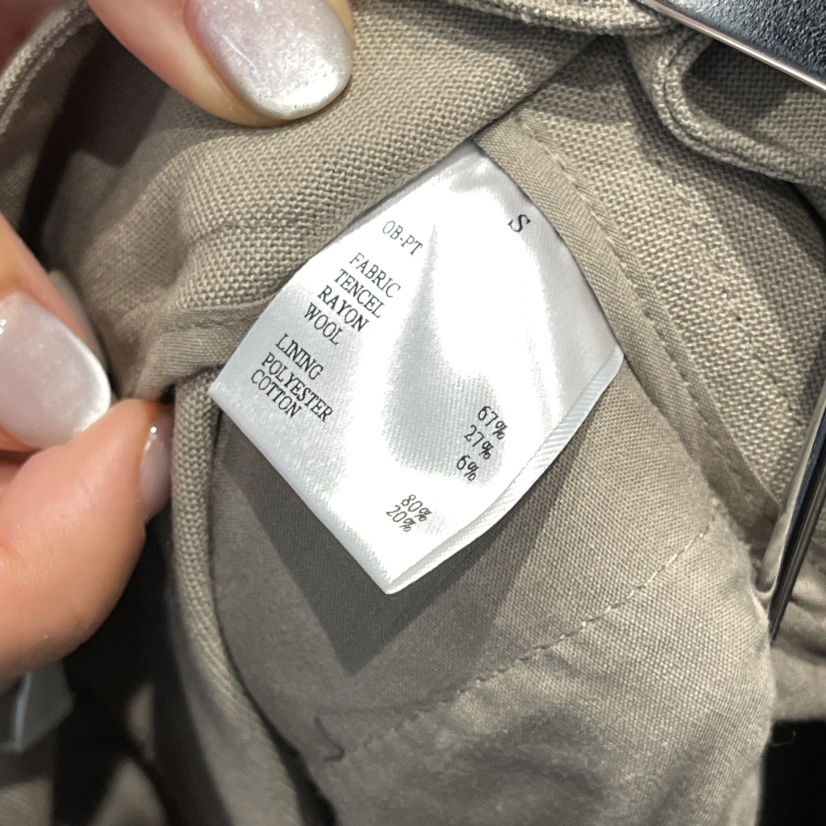 S
OB-PT
FABRIC
TENCEL 67%
RAYON 27%
WOOL 6%
LINING
POLYESTER 80%
COTTON 20%